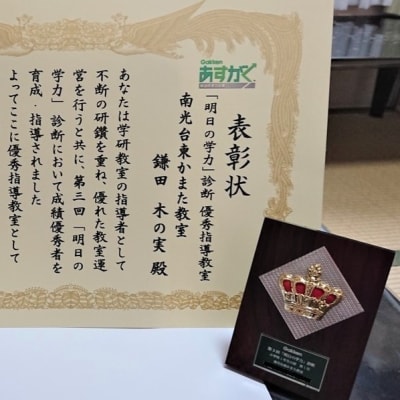 Gakken
あすがく
表彰状
「明日の学力」診断 優秀指導教室
南光台東かまた教室
鎌田 木の実 殿
あなたは学研教室の指導者として
不断の研鑽を重ね、優れた教室運
営を行うと共に、第三回「明日の
学力」診断において成績優秀者を
育成・指導されました
よってここに優秀指導教室として
Gakken